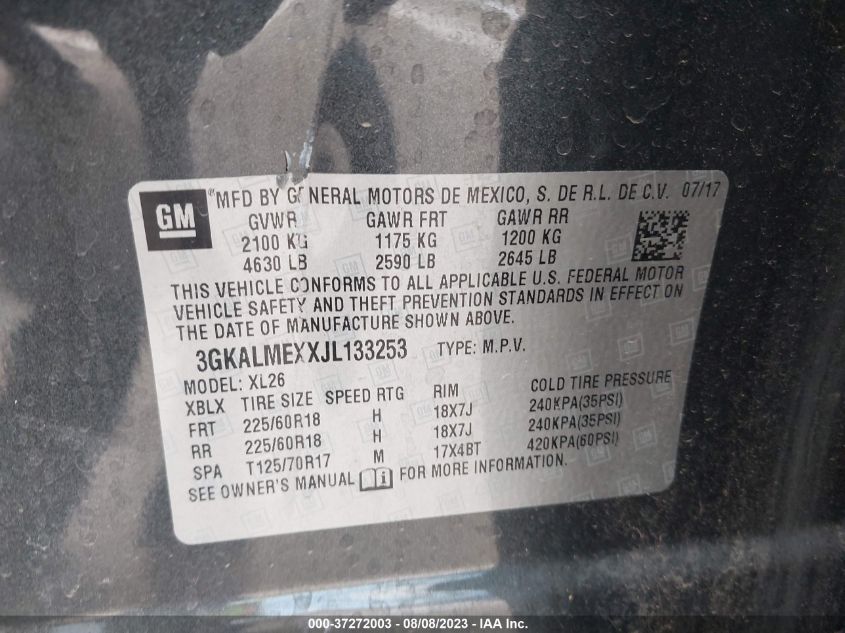 GM
MFD BY GENERAL MOTORS DE MEXICO, S. DE R.L. DE C.V. 07/17
GVWR GAWR FRT GAWR RR
2100 KG 1175 KG 1200 KG
4630 LB 2590 LB 2645 LB
THIS VEHICLE CONFORMS TO ALL APPLICABLE U.S. FEDERAL MOTOR
VEHICLE SAFETY AND THEFT PREVENTION STANDARDS IN EFFECT ON
THE DATE OF MANUFACTURE SHOWN ABOVE.
3GKALMEXXJL133253 TYPE: M.P.V.
MODEL: XL26
XBLX TIRE SIZE SPEED RTG RIM COLD TIRE PRESSURE
FRT 225/60R18 H 18X7J 240KPA(35PSI)
RR 225/60R18 H 18X7J 240KPA(35PSI)
SPA T125/70R17 M 17X4BT 420KPA(60PSI)
SEE OWNER'S MANUAL i FOR MORE INFORMATION.
000-37272003 - 08/08/2023 - IAA Inc.